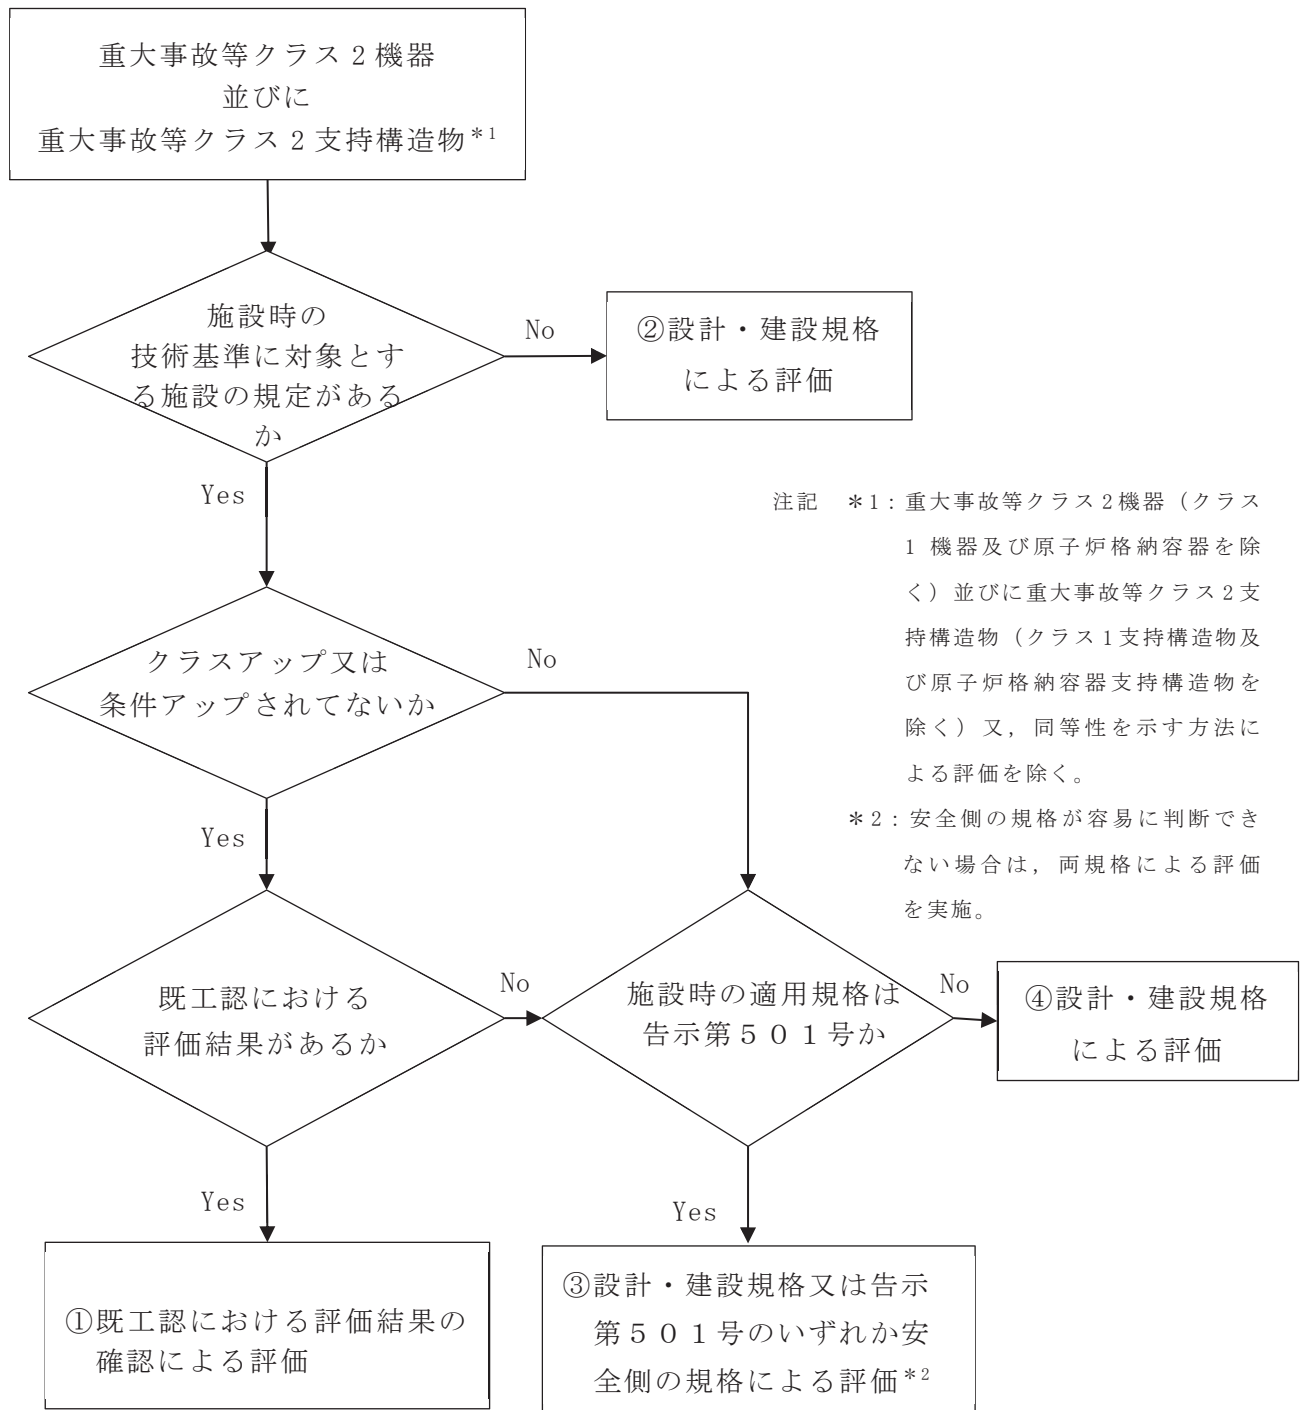 重大事故等クラス2機器
並びに
重大事故等クラス2支持構造物*1
施設時の
技術基準に対象とす
る施設の規定がある
か
No
②設計・建設規格
による評価
Yes
注記 *1:重大事故等クラス2機器(クラス
1 機器及び原子炉格納容器を除
く)並びに重大事故等クラス2支
持構造物(クラス1支持構造物及
び原子炉格納容器支持構造物を
除く)又,同等性を示す方法に
よる評価を除く。
*2:安全側の規格が容易に判断でき
ない場合は,両規格による評価
を実施。
クラスアップ又は
条件アップされてないか
No
Yes
既工認における
評価結果があるか
No
施設時の適用規格は
告示第501号か
No
④設計・建設規格
による評価
Yes
Yes
①既工認における評価結果の
確認による評価
③設計・建設規格又は告示
第501号のいずれか安
全側の規格による評価*2